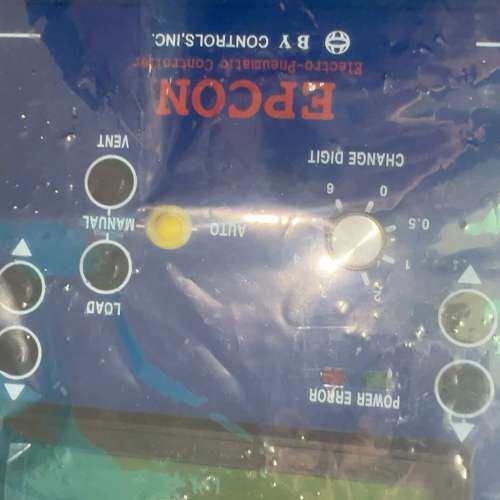 POWER ERROR
LOAD
2
1
0.5
AUTO
MANUAL
0
6
CHANGE DIGIT
VENT
EPCON
Electro-Pneumatic Controller
BY CONTROLS, INC.